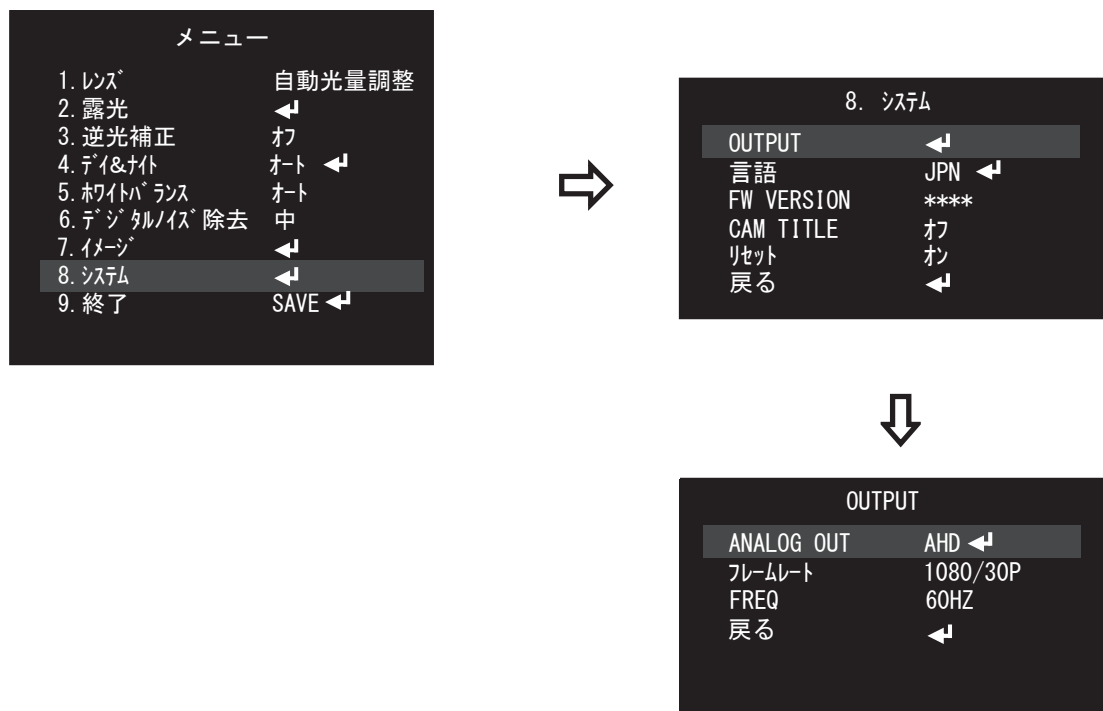 メニュー
1. ﾚﾝｽﾞ 自動光量調整
2. 露光 ↵
3. 逆光補正 ｵﾌ
4. ﾃﾞｲ&ﾅｲﾄ ｵｰﾄ ↵
5. ﾎﾜｲﾄﾊﾞﾗﾝｽ ｵｰﾄ
6. ﾃﾞｼﾞﾀﾙﾉｲｽﾞ除去 中
7. ｲﾒｰｼﾞ ↵
8. ｼｽﾃﾑ ↵
9. 終了 SAVE ↵
8. ｼｽﾃﾑ
OUTPUT ↵
言語 JPN ↵
FW VERSION ****
CAM TITLE ｵﾌ
ﾘｾｯﾄ ｵﾝ
戻る ↵
OUTPUT
ANALOG OUT AHD ↵
ﾌﾚｰﾑﾚｰﾄ 1080/30P
FREQ 60HZ
戻る ↵